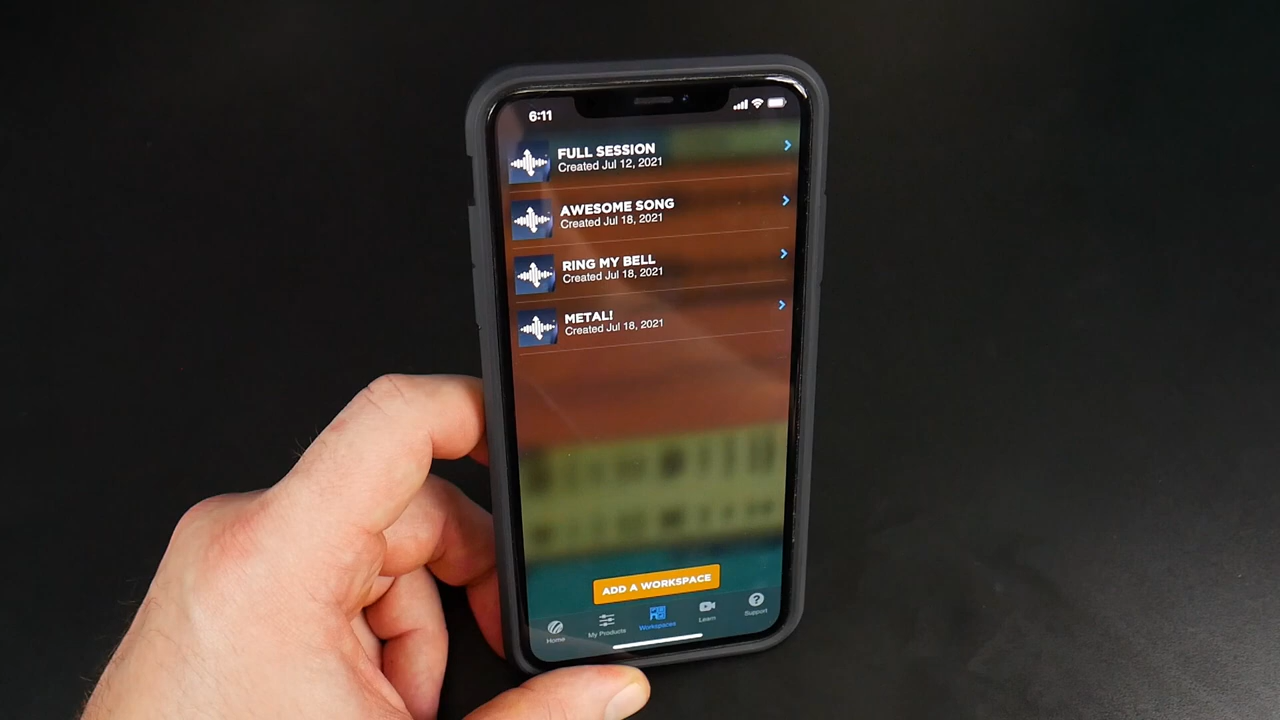 6:11
FULL SESSION
Created Jul 12, 2021
AWESOME SONG
Created Jul 18, 2021
RING MY BELL
Created Jul 18, 2021
METAL!
Created Jul 18, 2021
ADD A WORKSPACE
Home
My Products
Workspaces
Learn
Support